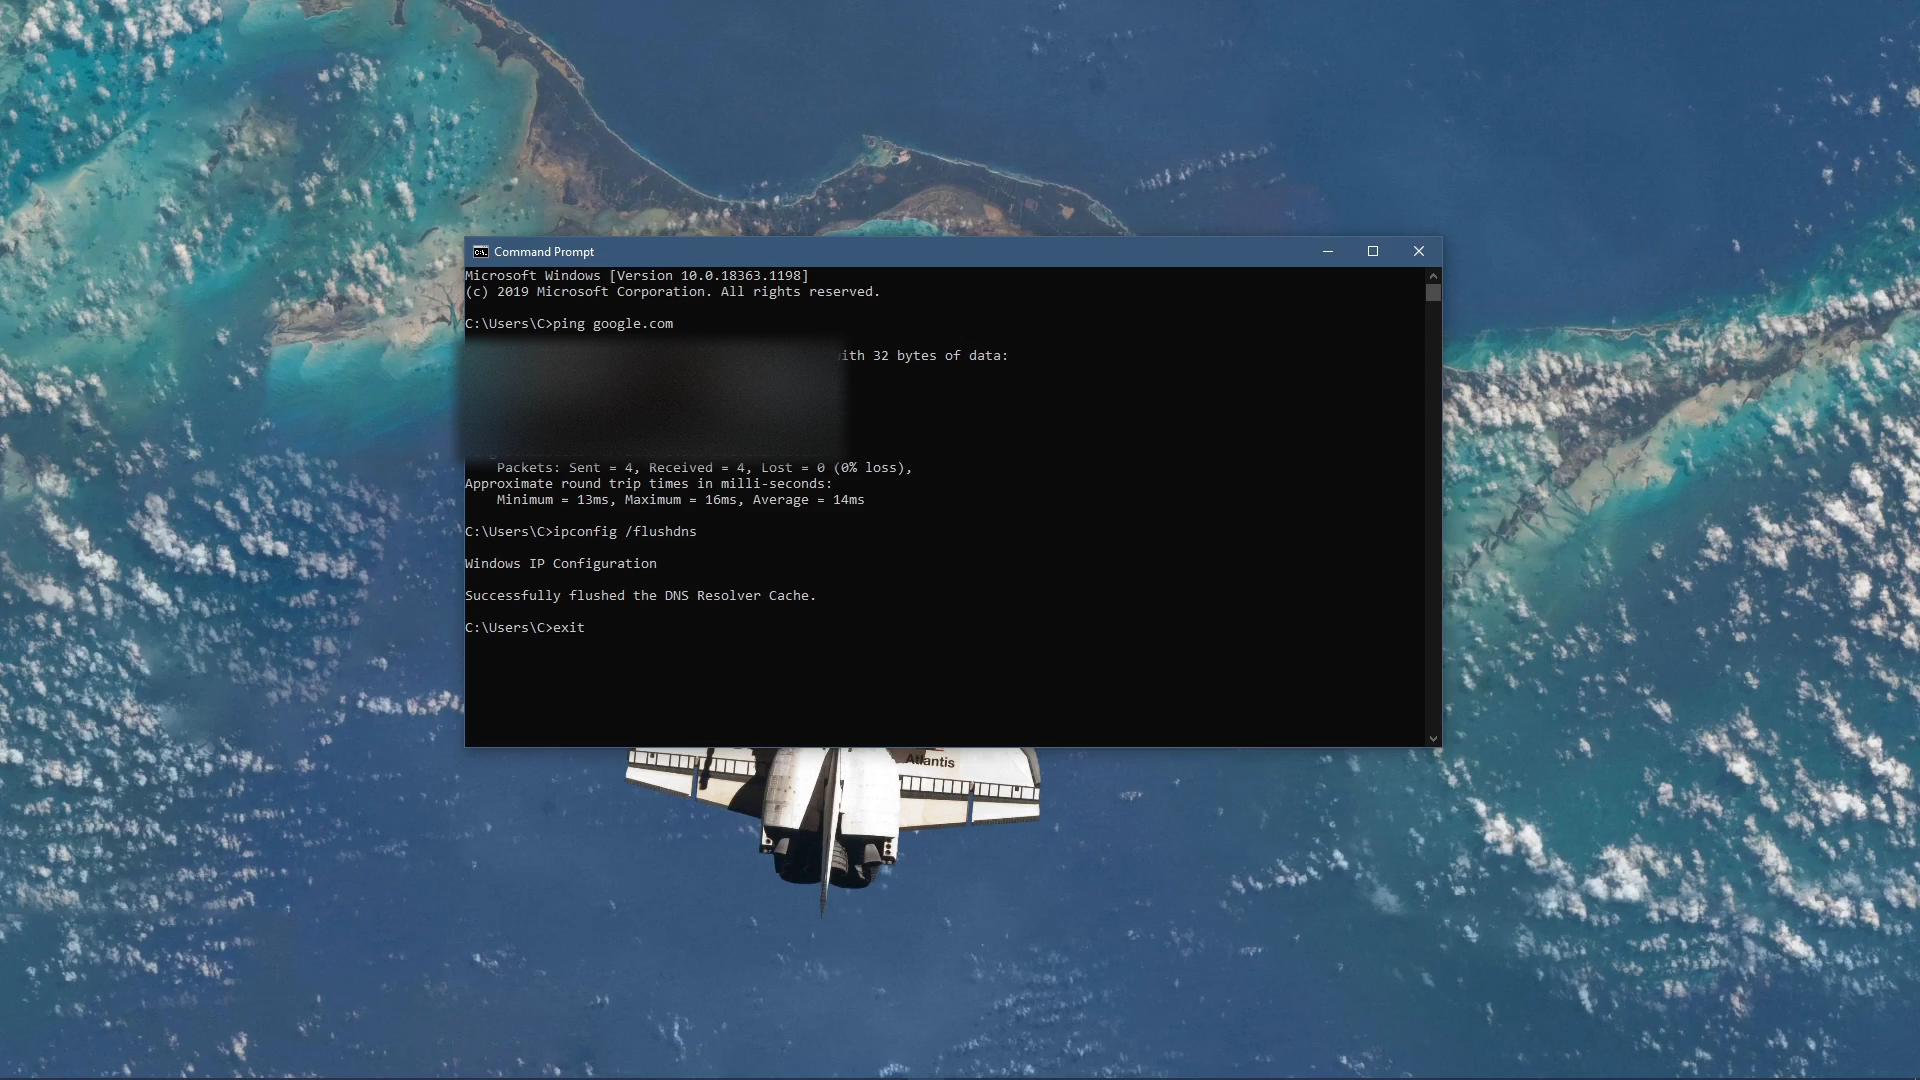 Command Prompt
Microsoft Windows [Version 10.0.18363.1198]
(c) 2019 Microsoft Corporation. All rights reserved.
C:\Users\C>ping google.com
32 bytes of data:
Packets: Sent = 4, Received = 4, Lost = 0 (0% loss),
Approximate round trip times in milli-seconds:
Minimum = 13ms, Maximum = 16ms, Average = 14ms
C:\Users\C>ipconfig /flushdns
Windows IP Configuration
Successfully flushed the DNS Resolver Cache.
C:\Users\C>exit
Atlantis